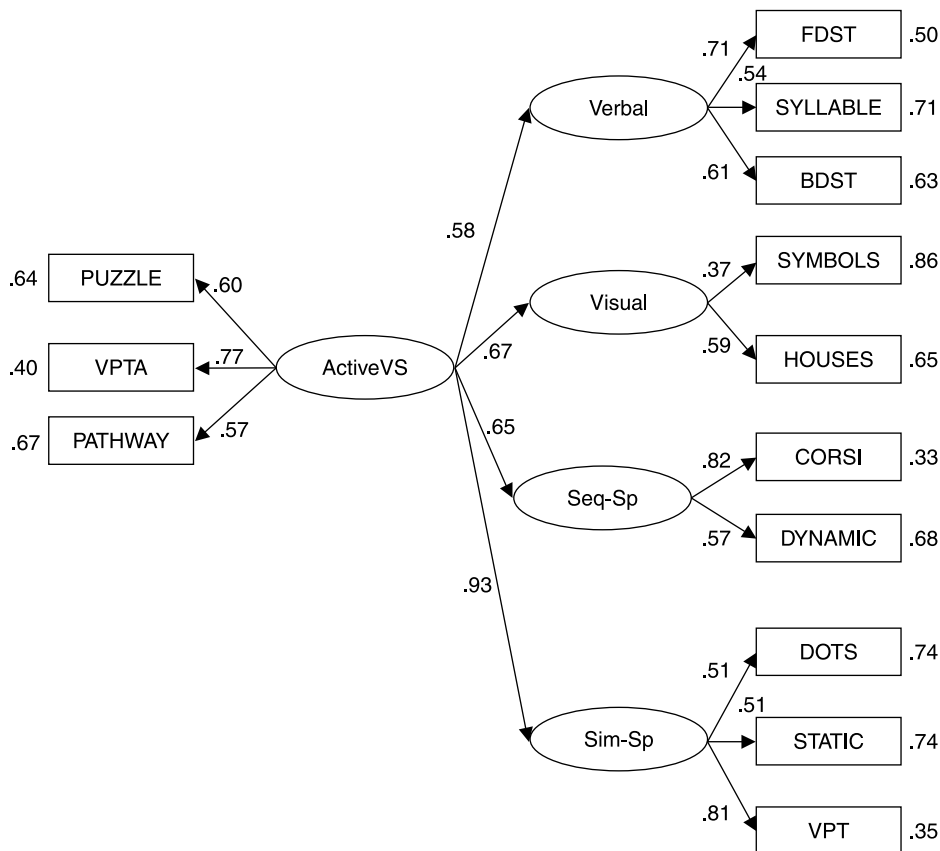 .71 FDST .50
.54
Verbal SYLLABLE .71
.61 BDST .63
.58
.37 SYMBOLS .86
.64 PUZZLE .60
Visual
.67
.59 HOUSES .65
.40 VPTA .77 ActiveVS
.67 PATHWAY .57
.65
.82 CORSI .33
Seq-Sp
.57 DYNAMIC .68
.93
.51 DOTS .74
.51
Sim-Sp STATIC .74
.81 VPT .35